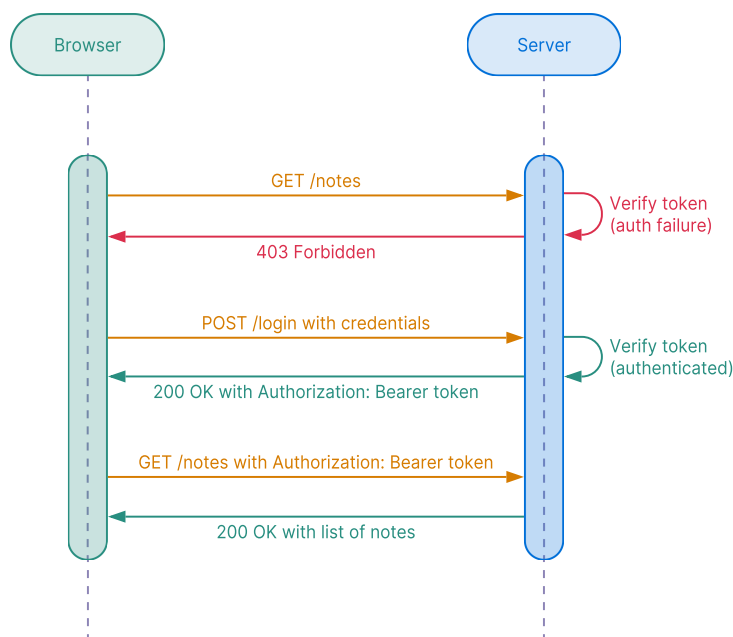 Browser
Server
GET /notes
Verify token
(auth failure)
403 Forbidden
POST /login with credentials
Verify token
(authenticated)
200 OK with Authorization: Bearer token
GET /notes with Authorization: Bearer token
200 OK with list of notes